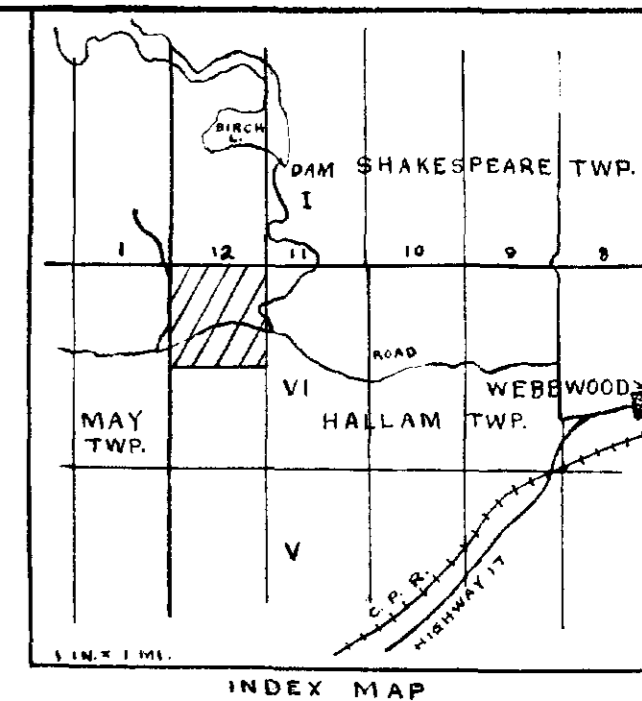 BIRCH
L.
DAM SHAKESPEARE TWP.
I
1 12 11 10 9 8
ROAD
VI WEBBWOOD
MAY HALLAM TWP.
TWP.
V
C. P. R.
HIGHWAY 17
1 IN. = 1 MI.
INDEX MAP